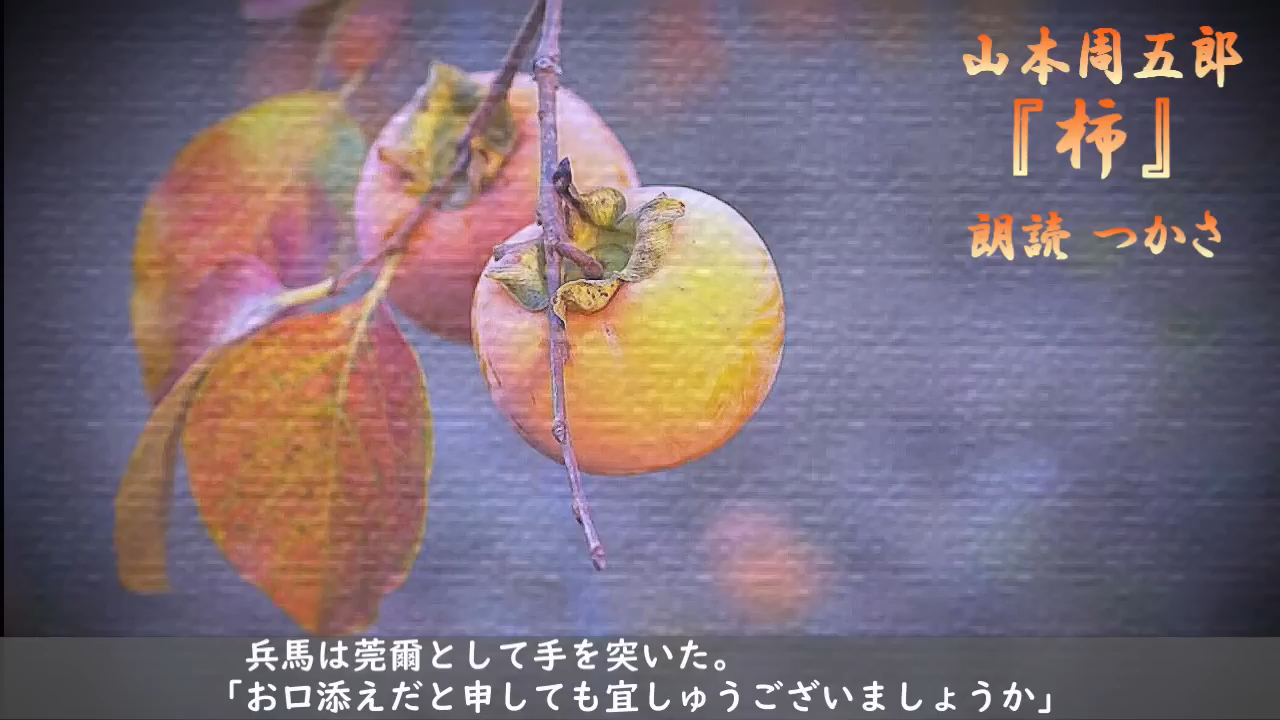 山本周五郎
『柿』
朗読 つかさ
兵馬は莞爾として手を突いた。
「お口添えだと申しても宜しゅうございましょうか」